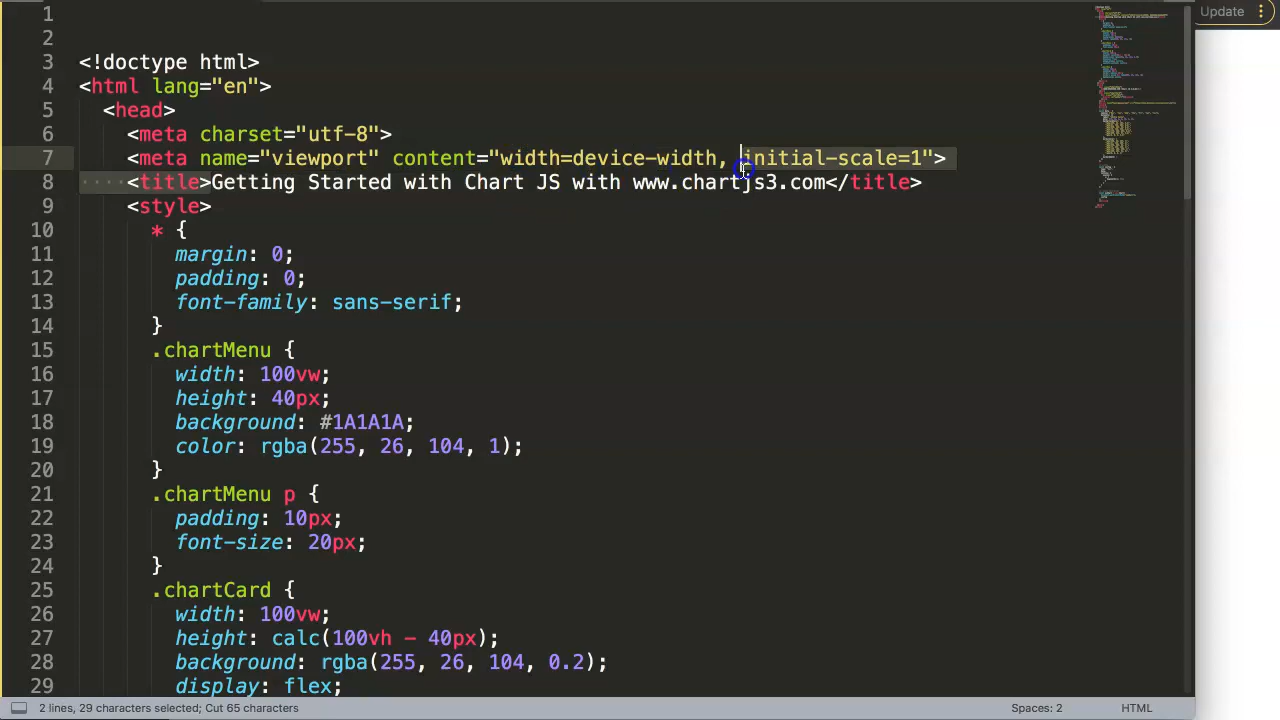 Update
1
2
3 <!doctype html>
4 <html lang="en">
5 <head>
6 <meta charset="utf-8">
7 <meta name="viewport" content="width=device-width, initial-scale=1">
8 <title>Getting Started with Chart JS with www.chartjs3.com</title>
9 <style>
10 * {
11 margin: 0;
12 padding: 0;
13 font-family: sans-serif;
14 }
15 .chartMenu {
16 width: 100vw;
17 height: 40px;
18 background: #1A1A1A;
19 color: rgba(255, 26, 104, 1);
20 }
21 .chartMenu p {
22 padding: 10px;
23 font-size: 20px;
24 }
25 .chartCard {
26 width: 100vw;
27 height: calc(100vh - 40px);
28 background: rgba(255, 26, 104, 0.2);
29 display: flex;
2 lines, 29 characters selected; Cut 65 characters
Spaces: 2
HTML